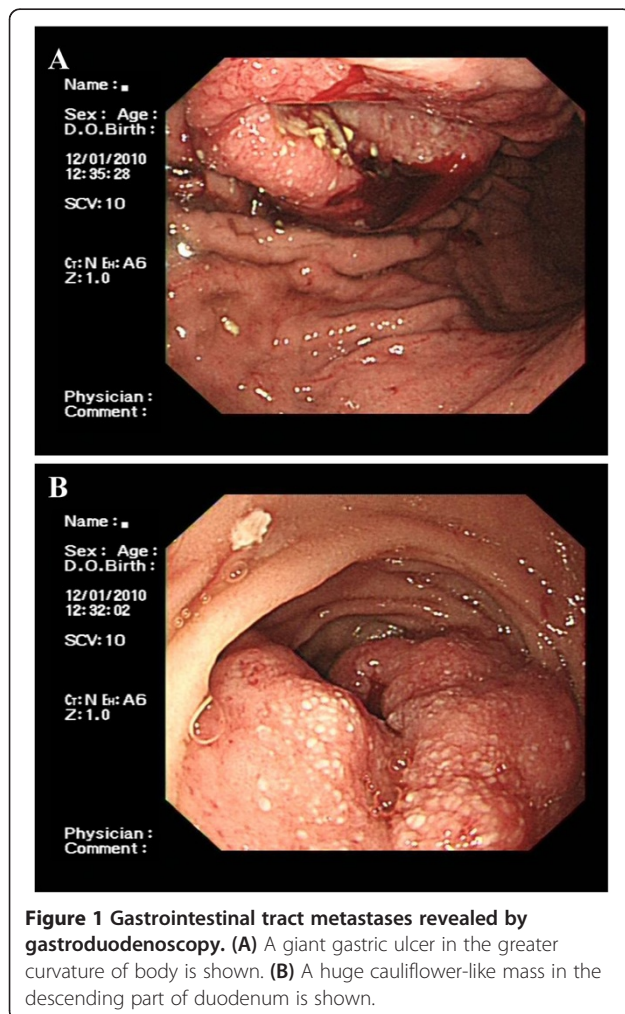 A
Name:
Sex: Age:
D.O.Birth:
12/01/2010
12:35:28
SCV:10
CT:N EH:A6
Z:1.0
Physician:
Comment:
B
Name:
Sex: Age:
D.O.Birth:
12/01/2010
12:32:02
SCV:10
CT:N EH:A6
Z:1.0
Physician:
Comment:
Figure 1 Gastrointestinal tract metastases revealed by
gastroduodenoscopy. (A) A giant gastric ulcer in the greater
curvature of body is shown. (B) A huge cauliflower-like mass in the
descending part of duodenum is shown.